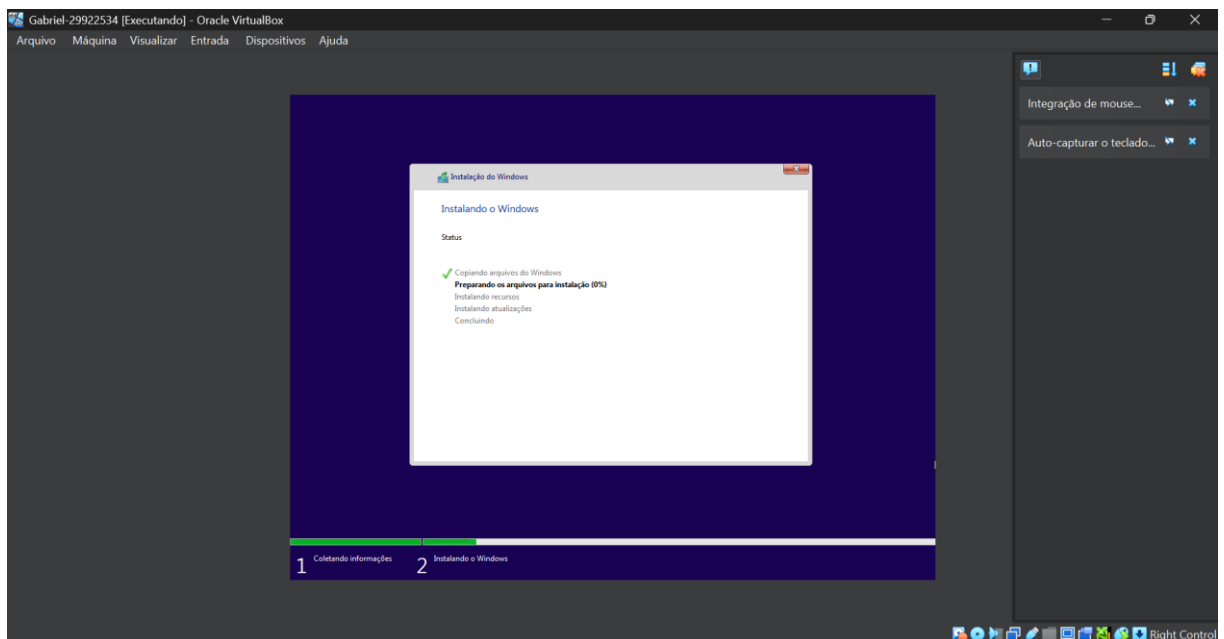 Gabriel-29922534 [Executando] - Oracle VirtualBox
Arquivo Máquina Visualizar Entrada Dispositivos Ajuda
Integração de mouse...
Auto-capturar o teclado...
Instalação do Windows
Instalando o Windows
Status
Copiando arquivos do Windows
Preparando os arquivos para instalação (0%)
Instalando recursos
Instalando atualizações
Concluindo
1 Coletando informações 2 Instalando o Windows
Right Control